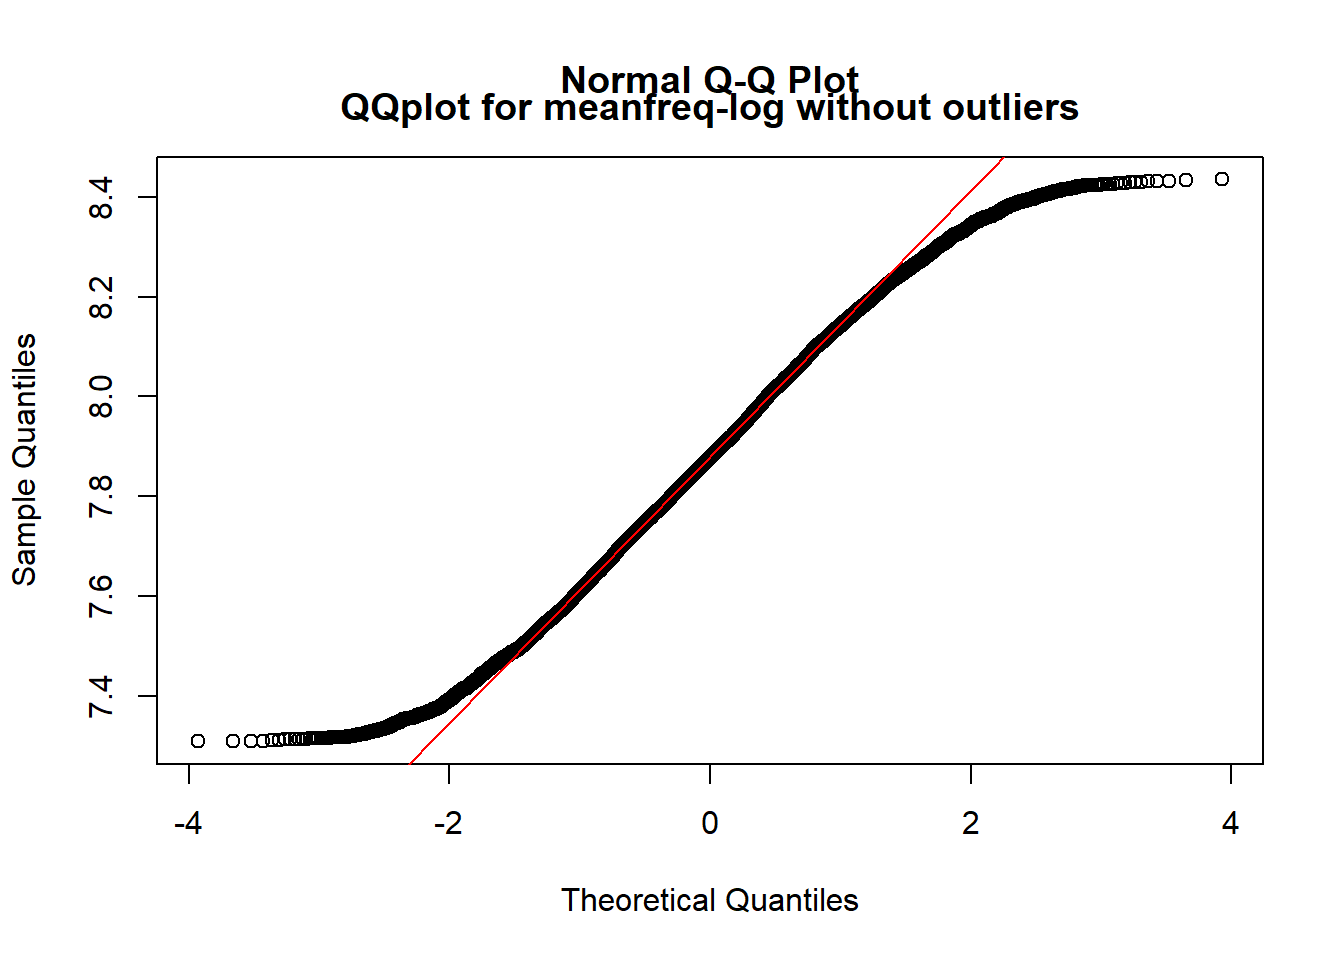 Normal Q-Q Plot
QQplot for meanfreq-log without outliers
8.4
8.2
8.0
7.8
7.6
7.4
Sample Quantiles
-4 -2 0 2 4
Theoretical Quantiles